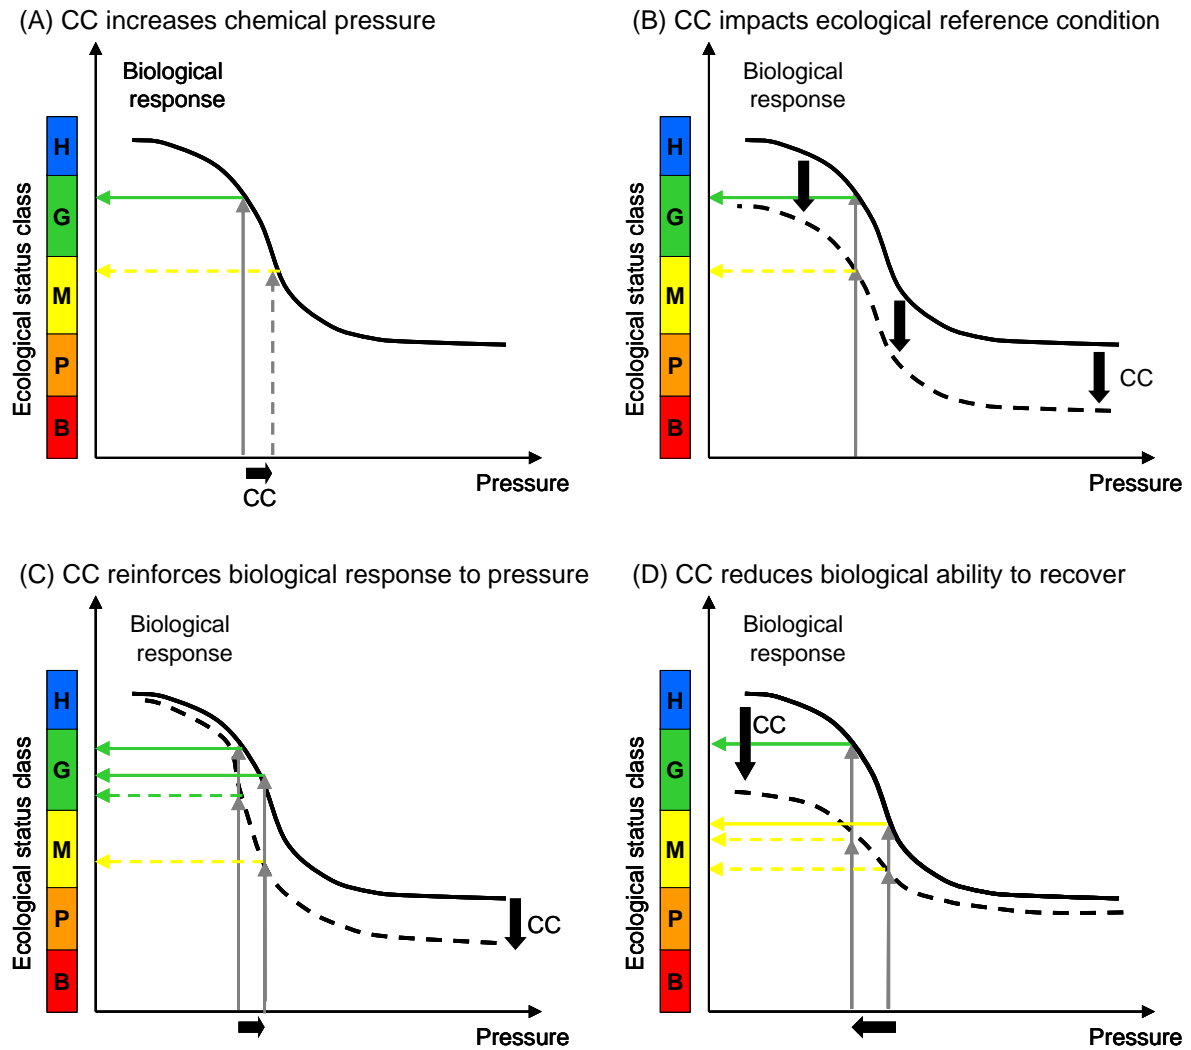 (A) CC increases chemical pressure
Biological
response
Ecological status class
H
G
M
P
B
CC
Pressure
(B) CC impacts ecological reference condition
Biological
response
Ecological status class
H
G
M
P
B
CC
Pressure
(C) CC reinforces biological response to pressure
Biological
response
Ecological status class
H
G
M
P
B
CC
Pressure
(D) CC reduces biological ability to recover
Biological
response
Ecological status class
H
G
M
P
B
CC
Pressure